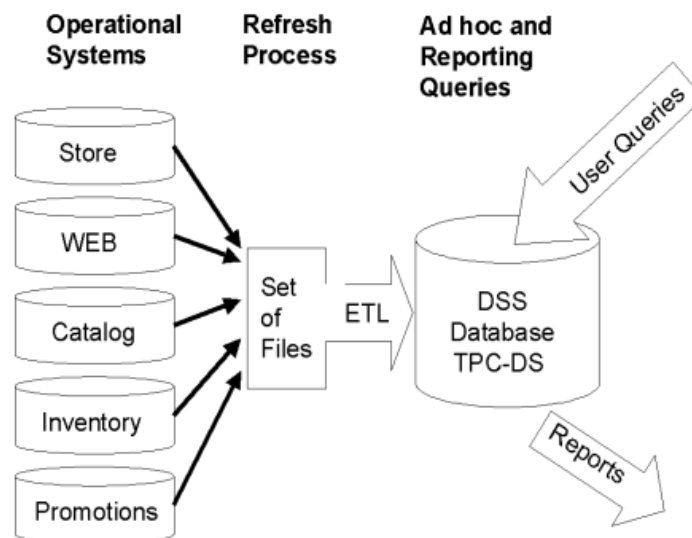 Operational
Systems
Refresh
Process
Ad hoc and
Reporting
Queries
Store
WEB
Catalog
Inventory
Promotions
Set
of
Files
ETL
User Queries
DSS
Database
TPC-DS
Reports